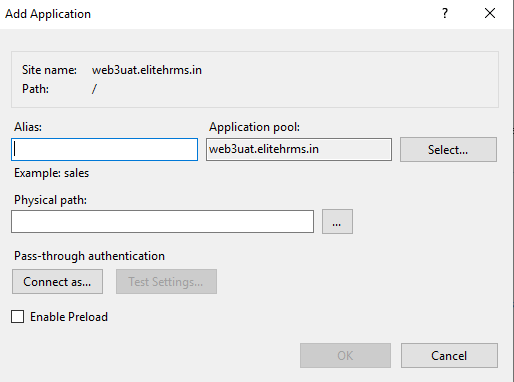 Add Application
?
Site name: web3uat.elitehrms.in
Path: /
Alias: Application pool:
web3uat.elitehrms.in Select...
Example: sales
Physical path:
...
Pass-through authentication
Connect as... Test Settings...
Enable Preload
OK Cancel